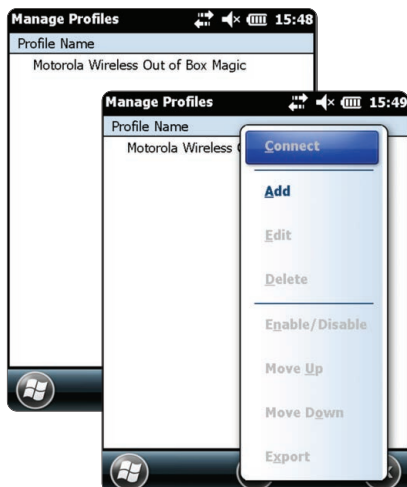 Manage Profiles 15:48
Profile Name
Motorola Wireless Out of Box Magic
Manage Profiles 15:49
Profile Name
Motorola Wireless
Connect
Add
Edit
Delete
Enable/Disable
Move Up
Move Down
Export